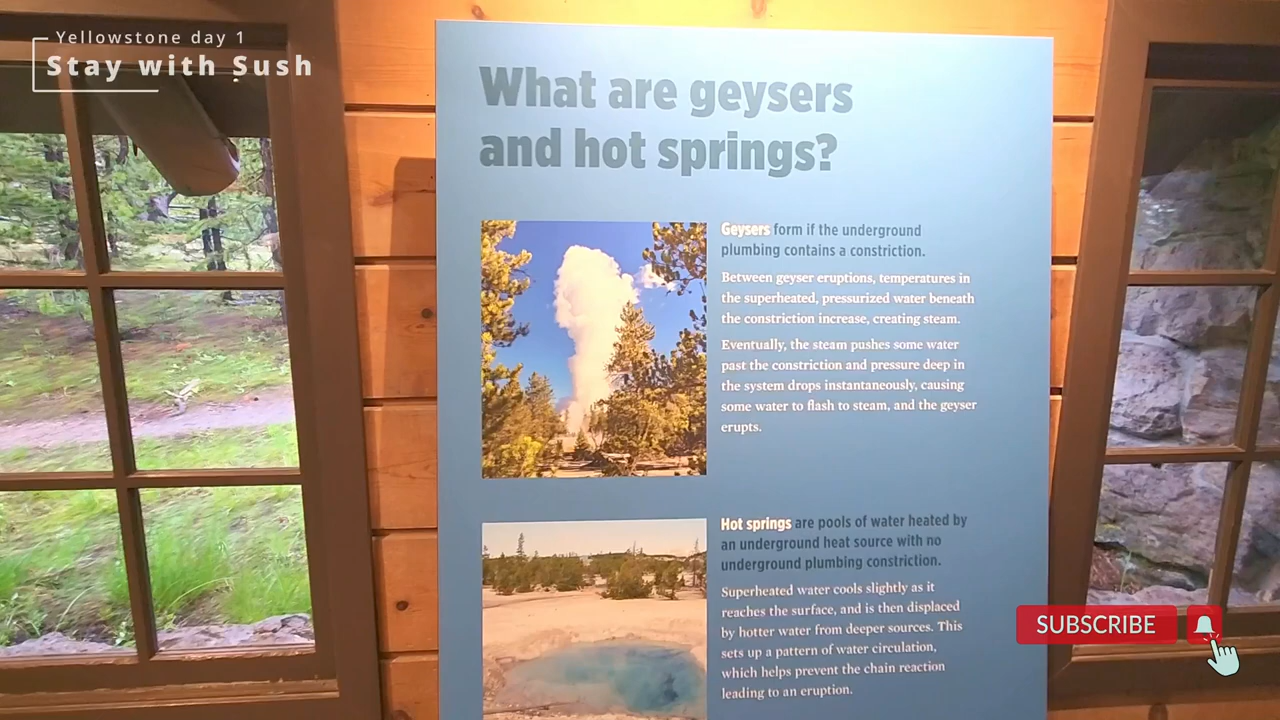 Yellowstone day 1
Stay with Sush
What are geysers
and hot springs?
Geysers form if the underground
plumbing contains a constriction.
Between geyser eruptions, temperatures in
the superheated, pressurized water beneath
the constriction increase, creating steam.
Eventually, the steam pushes some water
past the constriction and pressure deep in
the system drops instantaneously, causing
some water to flash to steam, and the geyser
erupts.
Hot springs are pools of water heated by
an underground heat source with no
underground plumbing constriction.
Superheated water cools slightly as it
reaches the surface, and is then displaced
by hotter water from deeper sources. This
sets up a pattern of water circulation,
which helps prevent the chain reaction
leading to an eruption.
SUBSCRIBE